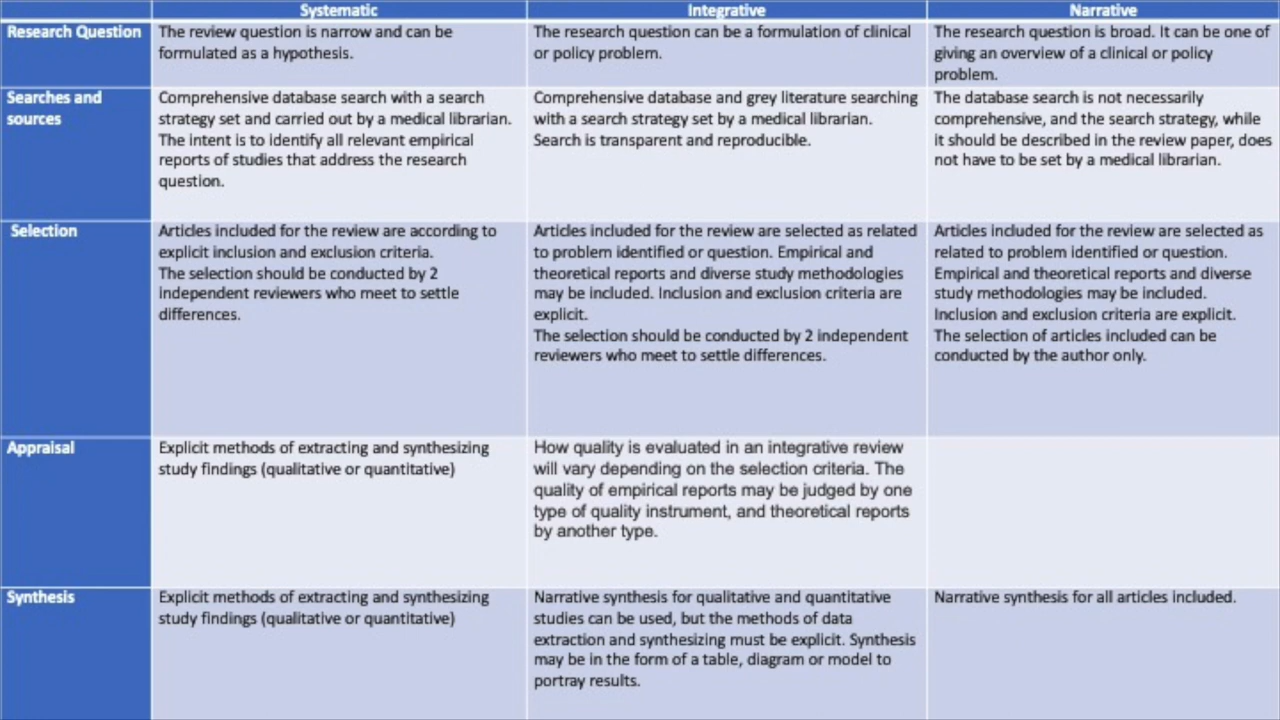 Systematic
Integrative
Narrative
Research Question
The review question is narrow and can be
formulated as a hypothesis.
The research question can be a formulation of clinical
or policy problem.
The research question is broad. It can be one of
giving an overview of a clinical or policy
problem.
Searches and
sources
Comprehensive database search with a search
strategy set and carried out by a medical librarian.
The intent is to identify all relevant empirical
reports of studies that address the research
question.
Comprehensive database and grey literature searching
with a search strategy set by a medical librarian.
Search is transparent and reproducible.
The database search is not necessarily
comprehensive, and the search strategy, while
it should be described in the review paper, does
not have to be set by a medical librarian.
Selection
Articles included for the review are according to
explicit inclusion and exclusion criteria.
The selection should be conducted by 2
independent reviewers who meet to settle
differences.
Articles included for the review are selected as related
to problem identified or question. Empirical and
theoretical reports and diverse study methodologies
may be included. Inclusion and exclusion criteria are
explicit.
The selection should be conducted by 2 independent
reviewers who meet to settle differences.
Articles included for the review are selected as
related to problem identified or question.
Empirical and theoretical reports and diverse
study methodologies may be included.
Inclusion and exclusion criteria are explicit.
The selection of articles included can be
conducted by the author only.
Appraisal
Explicit methods of extracting and synthesizing
study findings (qualitative or quantitative)
How quality is evaluated in an integrative review
will vary depending on the selection criteria. The
quality of empirical reports may be judged by one
type of quality instrument, and theoretical reports
by another type.
Synthesis
Explicit methods of extracting and synthesizing
study findings (qualitative or quantitative)
Narrative synthesis for qualitative and quantitative
studies can be used, but the methods of data
extraction and synthesizing must be explicit. Synthesis
may be in the form of a table, diagram or model to
portray results.
Narrative synthesis for all articles included.